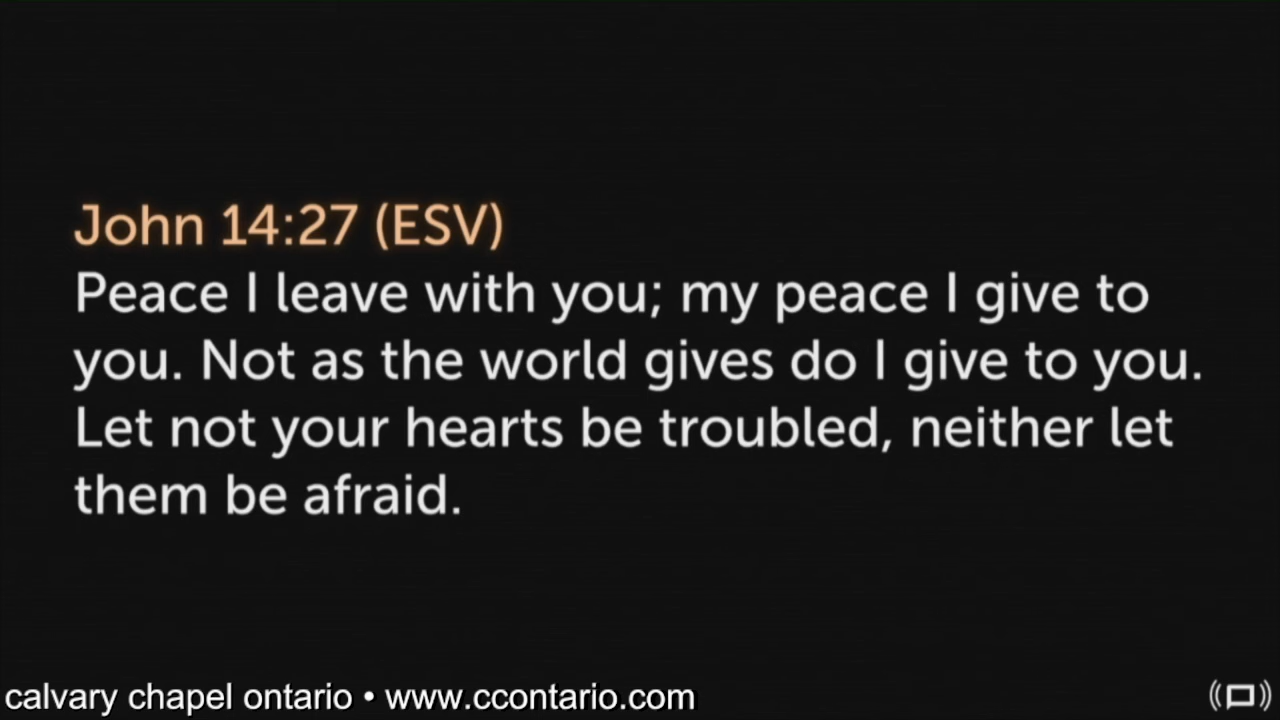 John 14:27 (ESV)
Peace I leave with you; my peace I give to
you. Not as the world gives do I give to you.
Let not your hearts be troubled, neither let
them be afraid.
calvary chapel ontario • www.ccontario.com